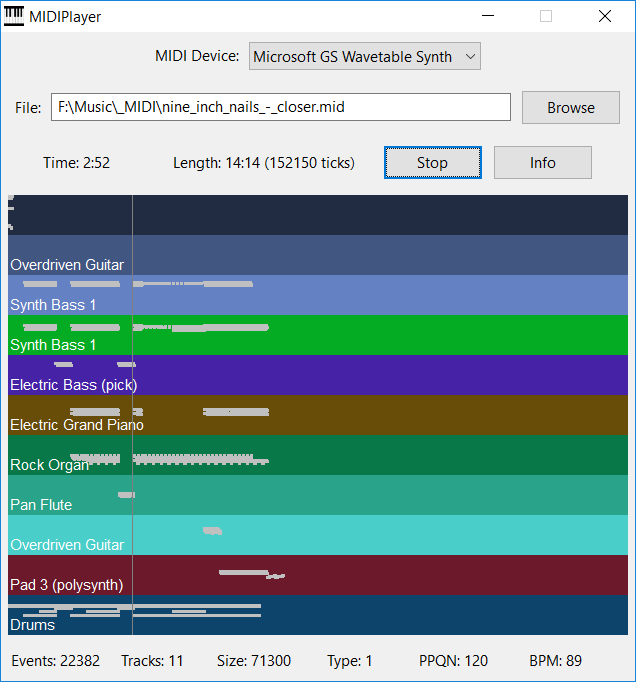 MIDIPlayer
MIDI Device: Microsoft GS Wavetable Synth
File: F:\Music\_MIDI\nine_inch_nails_-_closer.mid Browse
Time: 2:52 Length: 14:14 (152150 ticks) Stop Info
Overdriven Guitar
Synth Bass 1
Synth Bass 1
Electric Bass (pick)
Electric Grand Piano
Rock Organ
Pan Flute
Overdriven Guitar
Pad 3 (polysynth)
Drums
Events: 22382 Tracks: 11 Size: 71300 Type: 1 PPQN: 120 BPM: 89